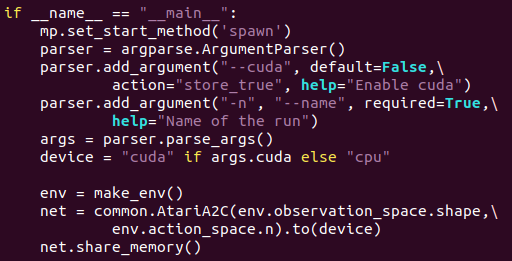 if __name__ == "__main__":
    mp.set_start_method('spawn')
    parser = argparse.ArgumentParser()
    parser.add_argument("--cuda", default=False,\
            action="store_true", help="Enable cuda")
    parser.add_argument("-n", "--name", required=True,\
            help="Name of the run")
    args = parser.parse_args()
    device = "cuda" if args.cuda else "cpu"

    env = make_env()
    net = common.AtariA2C(env.observation_space.shape,\
            env.action_space.n).to(device)
    net.share_memory()